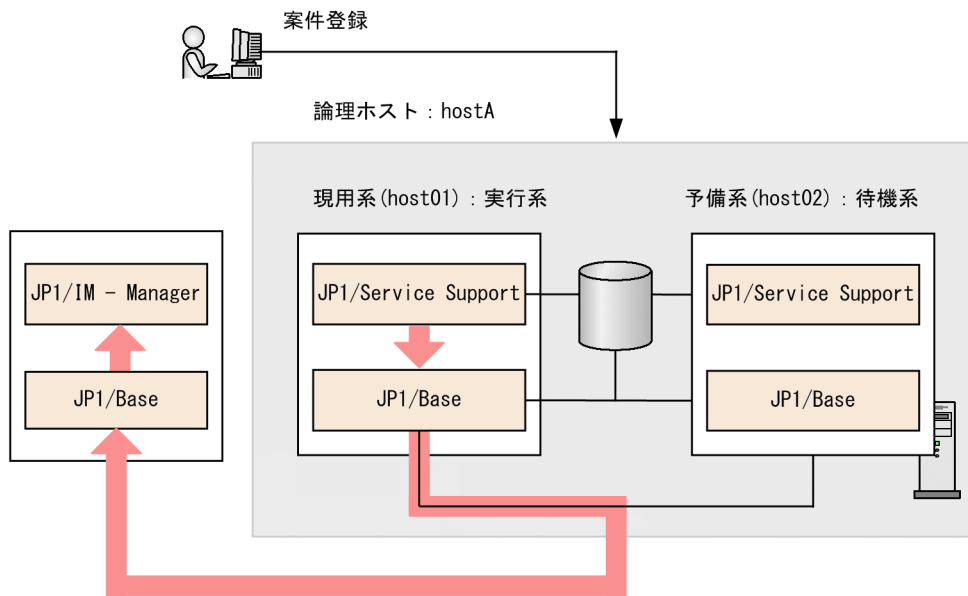 案件登録
論理ホスト：hostA
現用系(host01)：実行系
予備系(host02)：待機系
JP1/IM - Manager
JP1/Service Support
JP1/Service Support
JP1/Base
JP1/Base
JP1/Base